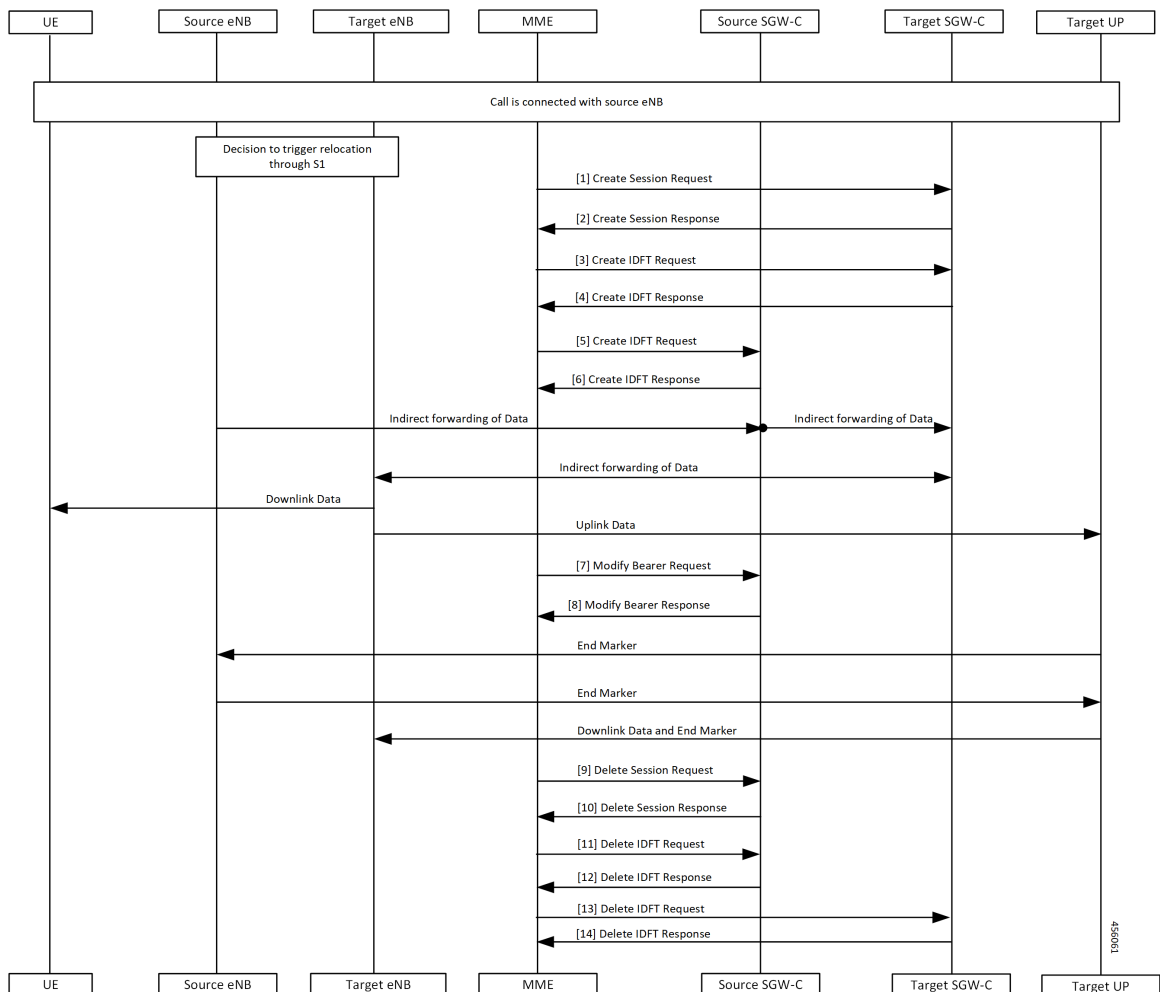 UE
Source eNB
Target eNB
MME
Source SGW-C
Target SGW-C
Target UP
Call is connected with source eNB
Decision to trigger relocation
through S1
[1] Create Session Request
[2] Create Session Response
[3] Create IDFT Request
[4] Create IDFT Response
[5] Create IDFT Request
[6] Create IDFT Response
Indirect forwarding of Data
Indirect forwarding of Data
Indirect forwarding of Data
Downlink Data
Uplink Data
[7] Modify Bearer Request
[8] Modify Bearer Response
End Marker
End Marker
Downlink Data and End Marker
[9] Delete Session Request
[10] Delete Session Response
[11] Delete IDFT Request
[12] Delete IDFT Response
[13] Delete IDFT Request
[14] Delete IDFT Response
456061
UE
Source eNB
Target eNB
MME
Source SGW-C
Target SGW-C
Target UP